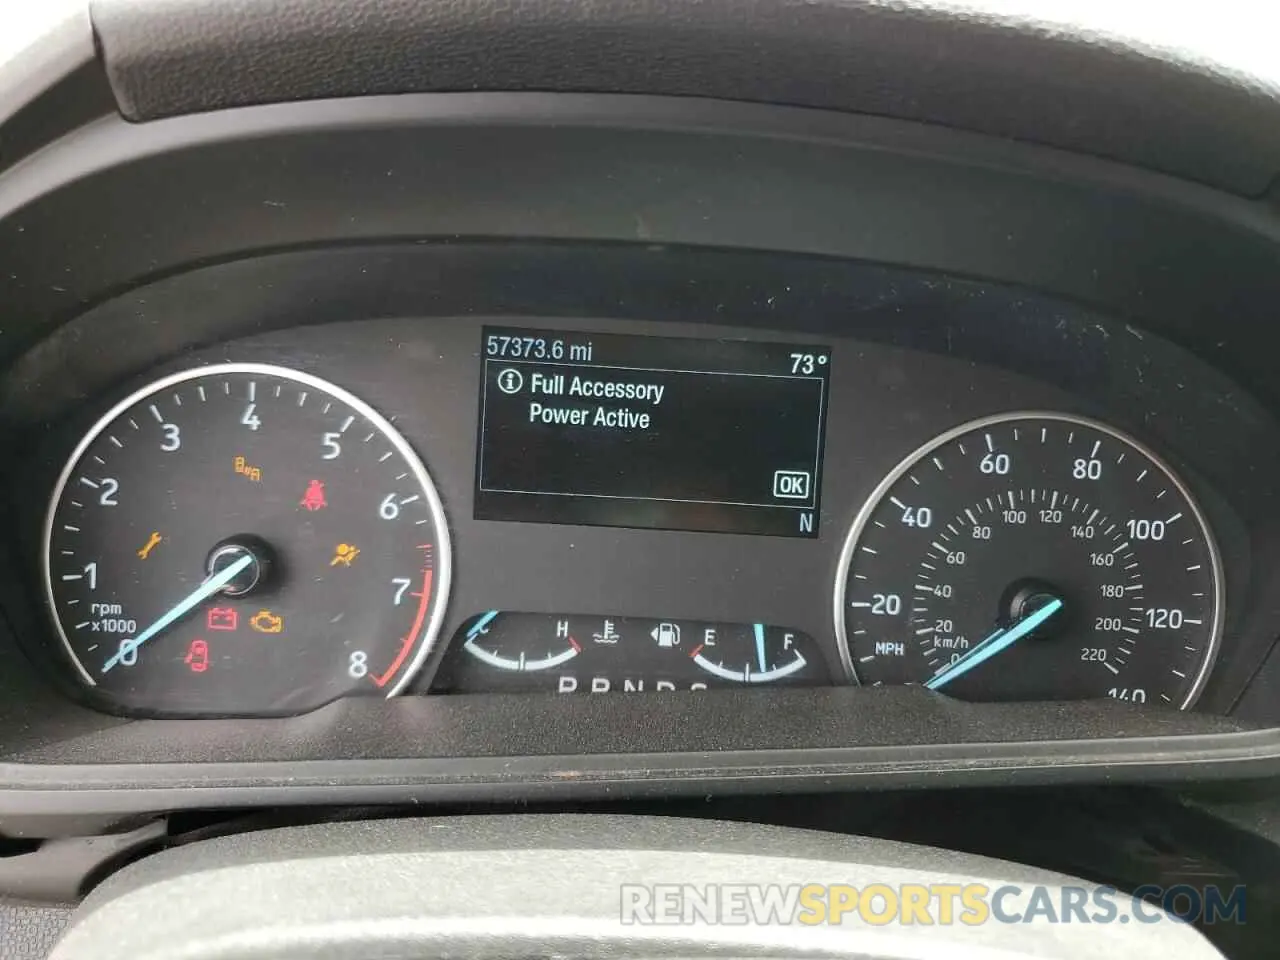 57373.6 mi
73°
Full Accessory
Power Active
OK
N
0 1 2 3 4 5 6 7 8
rpm
x1000
H
E F
20 40 60 80 100 120 140
MPH
0 20 40 60 80 100 120 140 160 180 200 220
km/h
RENEWSPORTSCARS.COM